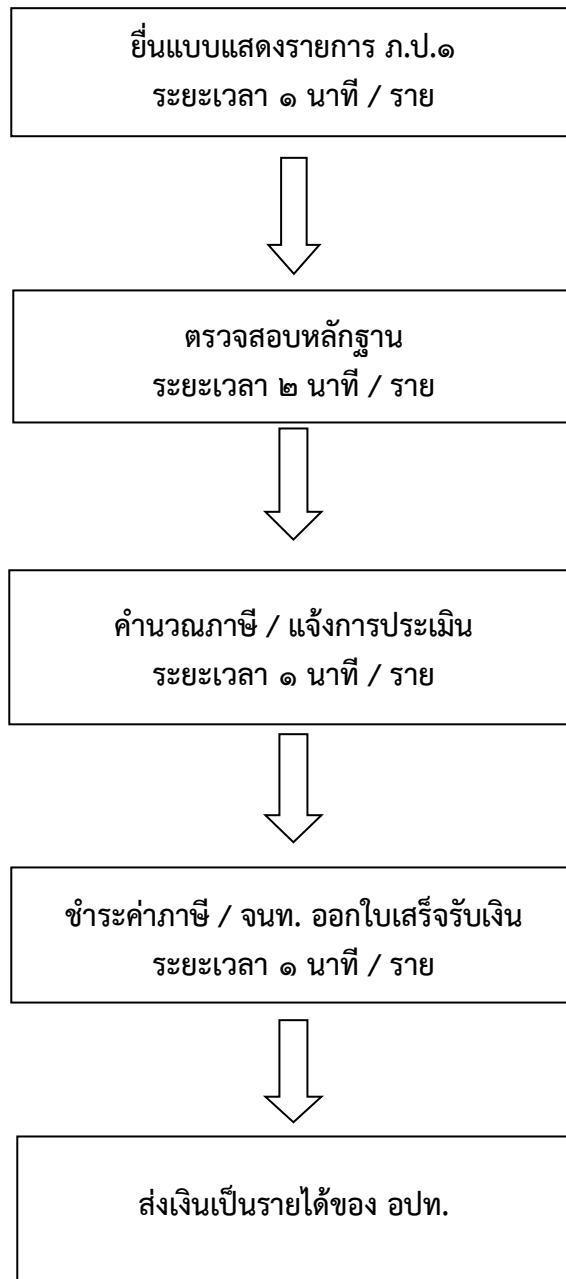 ยื่นแบบแสดงรายการ ภ.ป.๑
ระยะเวลา ๑ นาที / ราย
ตรวจสอบหลักฐาน
ระยะเวลา ๒ นาที / ราย
คำนวณภาษี / แจ้งการประเมิน
ระยะเวลา ๑ นาที / ราย
ชำระค่าภาษี / จนท. ออกใบเสร็จรับเงิน
ระยะเวลา ๑ นาที / ราย
ส่งเงินเป็นรายได้ของ อปท.